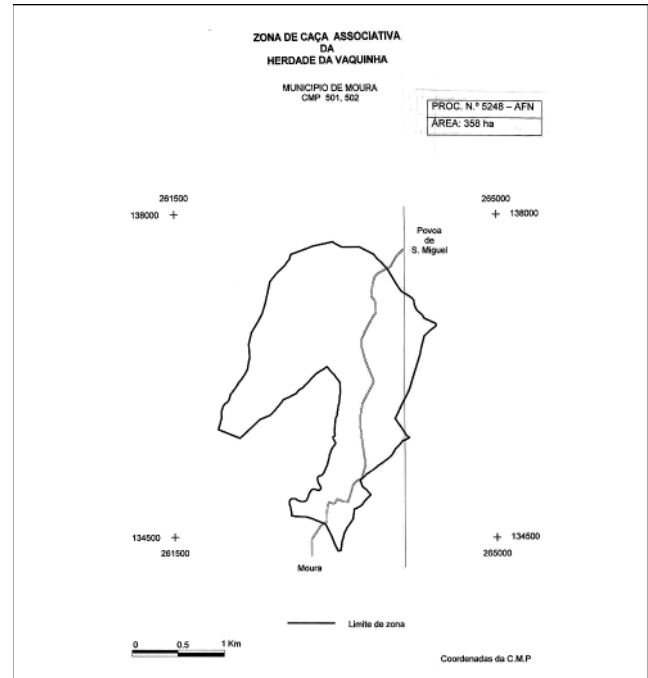 ZONA DE CAÇA ASSOCIATIVA
DA
HERDADE DA VAQUINHA
MUNICIPIO DE MOURA
CMP 501, 502
PROC. N.º 5248 – AFN
ÁREA: 358 ha
261500
138000
265000
138000
Povoa
de
S. Miguel
134500
261500
134500
265000
Moura
Limite de zona
0 0.5 1 Km
Coordenadas da C.M.P